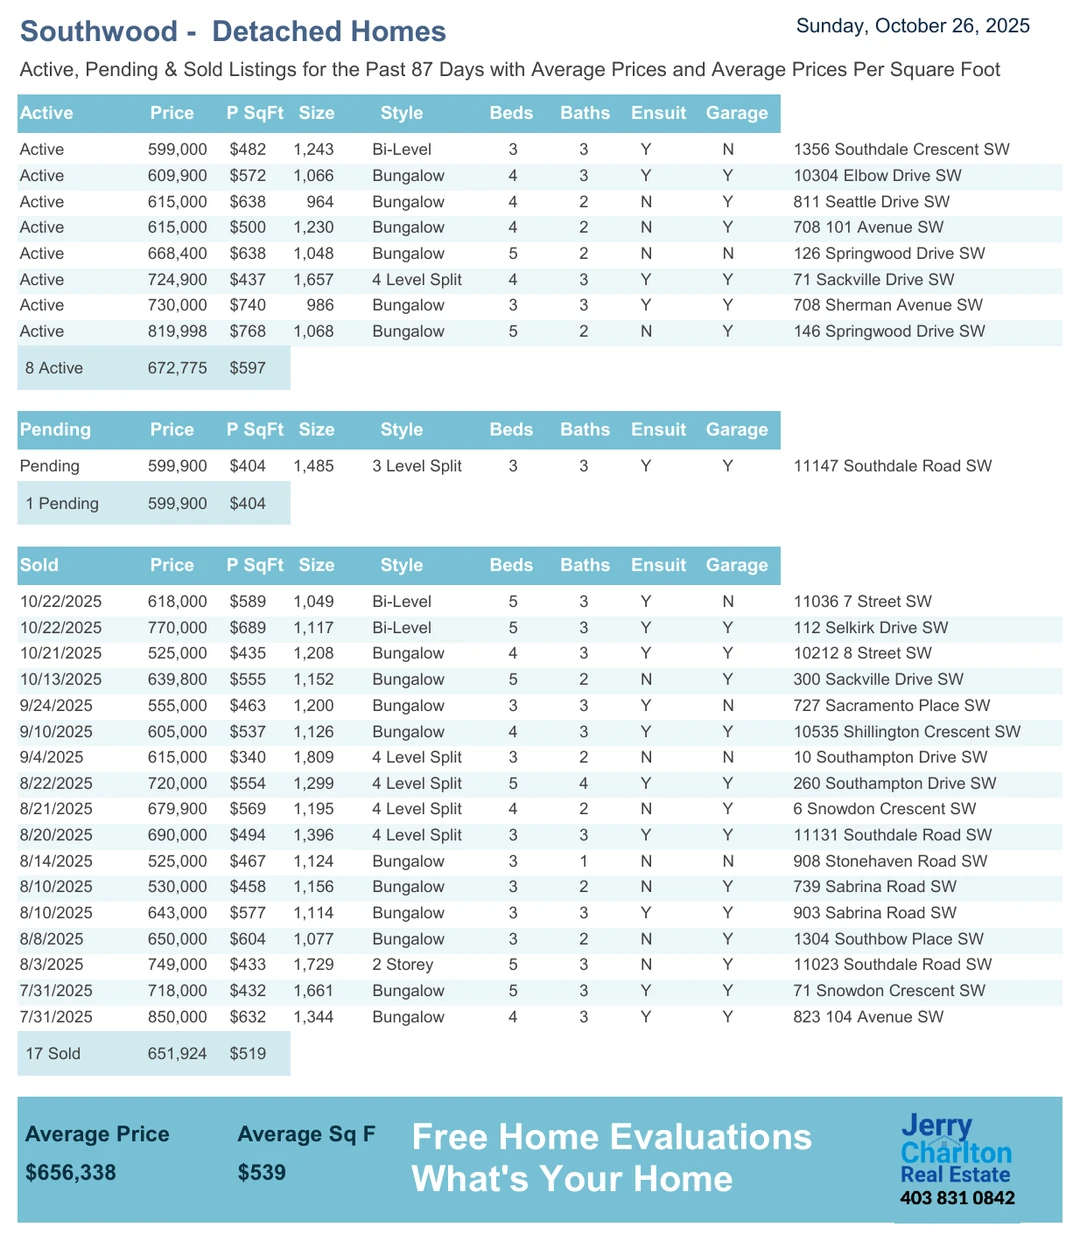 Southwood -  Detached Homes
Sunday, October 26, 2025
Active, Pending & Sold Listings for the Past 87 Days with Average Prices and Average Prices Per Square Foot
Active Price P SqFt Size Style Beds Baths Ensuit Garage
Active 599,000 $482 1,243 Bi-Level 3 3 Y N 1356 Southdale Crescent SW
Active 609,900 $572 1,066 Bungalow 4 3 Y Y 10304 Elbow Drive SW
Active 615,000 $638 964 Bungalow 4 2 N Y 811 Seattle Drive SW
Active 615,000 $500 1,230 Bungalow 4 2 N Y 708 101 Avenue SW
Active 668,400 $638 1,048 Bungalow 5 2 N N 126 Springwood Drive SW
Active 724,900 $437 1,657 4 Level Split 4 3 Y Y 71 Sackville Drive SW
Active 730,000 $740 986 Bungalow 3 3 Y Y 708 Sherman Avenue SW
Active 819,998 $768 1,068 Bungalow 5 2 N Y 146 Springwood Drive SW
8 Active 672,775 $597
Pending Price P SqFt Size Style Beds Baths Ensuit Garage
Pending 599,900 $404 1,485 3 Level Split 3 3 Y Y 11147 Southdale Road SW
1 Pending 599,900 $404
Sold Price P SqFt Size Style Beds Baths Ensuit Garage
10/22/2025 618,000 $589 1,049 Bi-Level 5 3 Y N 11036 7 Street SW
10/22/2025 770,000 $689 1,117 Bi-Level 5 3 Y Y 112 Selkirk Drive SW
10/21/2025 525,000 $435 1,208 Bungalow 4 3 Y Y 10212 8 Street SW
10/13/2025 639,800 $555 1,152 Bungalow 5 2 N Y 300 Sackville Drive SW
9/24/2025 555,000 $463 1,200 Bungalow 3 3 Y N 727 Sacramento Place SW
9/10/2025 605,000 $537 1,126 Bungalow 4 3 Y Y 10535 Shillington Crescent SW
9/4/2025 615,000 $340 1,809 4 Level Split 3 2 N N 10 Southampton Drive SW
8/22/2025 720,000 $554 1,299 4 Level Split 5 4 Y Y 260 Southampton Drive SW
8/21/2025 679,900 $569 1,195 4 Level Split 4 2 N Y 6 Snowdon Crescent SW
8/20/2025 690,000 $494 1,396 4 Level Split 3 3 Y Y 11131 Southdale Road SW
8/14/2025 525,000 $467 1,124 Bungalow 3 1 N N 908 Stonehaven Road SW
8/10/2025 530,000 $458 1,156 Bungalow 3 2 N Y 739 Sabrina Road SW
8/10/2025 643,000 $577 1,114 Bungalow 3 3 Y Y 903 Sabrina Road SW
8/8/2025 650,000 $604 1,077 Bungalow 3 2 N Y 1304 Southbow Place SW
8/3/2025 749,000 $433 1,729 2 Storey 5 3 N Y 11023 Southdale Road SW
7/31/2025 718,000 $432 1,661 Bungalow 5 3 Y Y 71 Snowdon Crescent SW
7/31/2025 850,000 $632 1,344 Bungalow 4 3 Y Y 823 104 Avenue SW
17 Sold 651,924 $519
Average Price Average Sq F
$656,338 $539
Free Home Evaluations
What's Your Home
Jerry
Charlton
Real Estate
403 831 0842